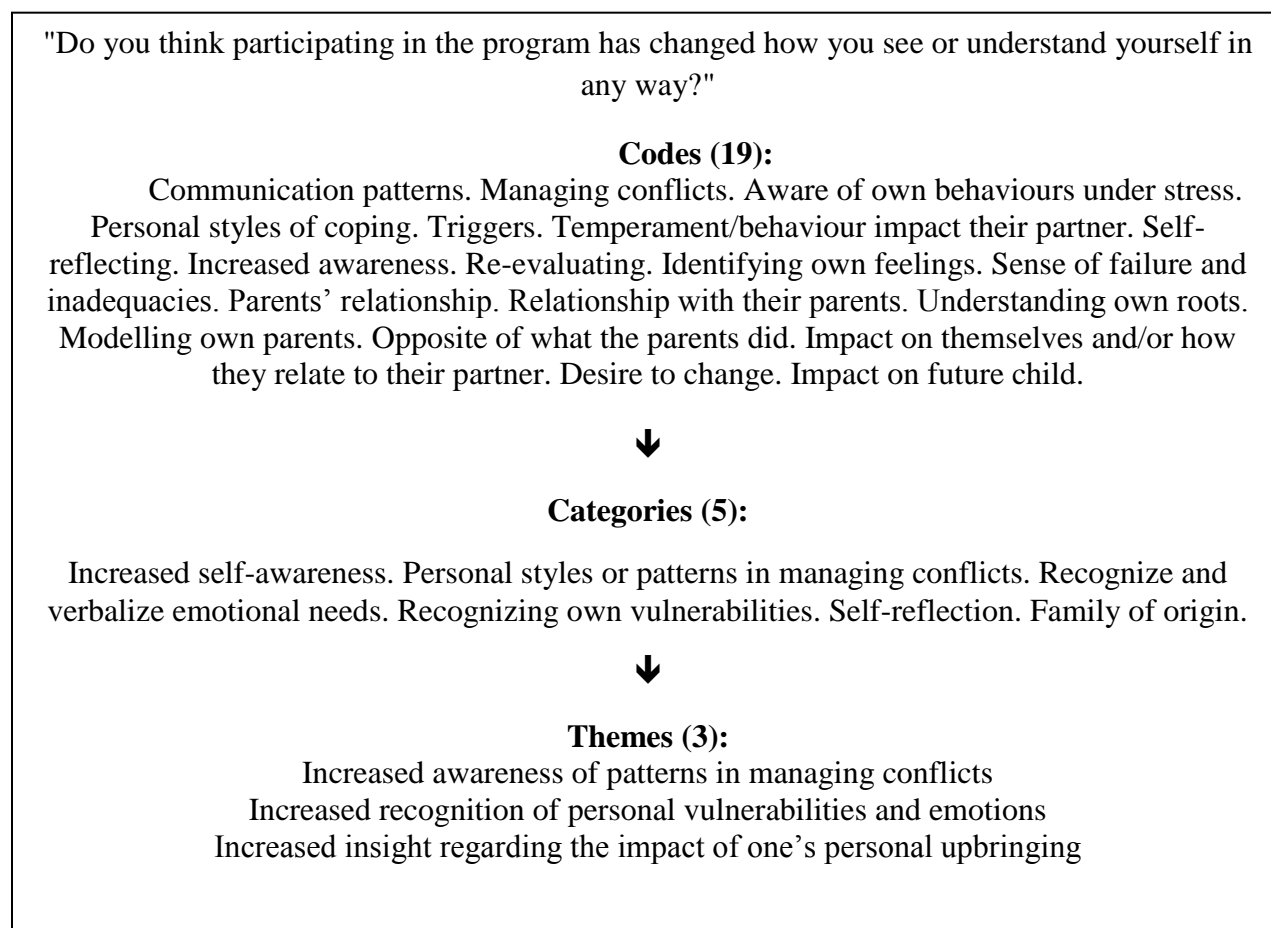 "Do you think participating in the program has changed how you see or understand yourself in
any way?"
Codes (19):
Communication patterns. Managing conflicts. Aware of own behaviours under stress.
Personal styles of coping. Triggers. Temperament/behaviour impact their partner. Self-
reflecting. Increased awareness. Re-evaluating. Identifying own feelings. Sense of failure and
inadequacies. Parents’ relationship. Relationship with their parents. Understanding own roots.
Modelling own parents. Opposite of what the parents did. Impact on themselves and/or how
they relate to their partner. Desire to change. Impact on future child.
Categories (5):
Increased self-awareness. Personal styles or patterns in managing conflicts. Recognize and
verbalize emotional needs. Recognizing own vulnerabilities. Self-reflection. Family of origin.
Themes (3):
Increased awareness of patterns in managing conflicts
Increased recognition of personal vulnerabilities and emotions
Increased insight regarding the impact of one’s personal upbringing